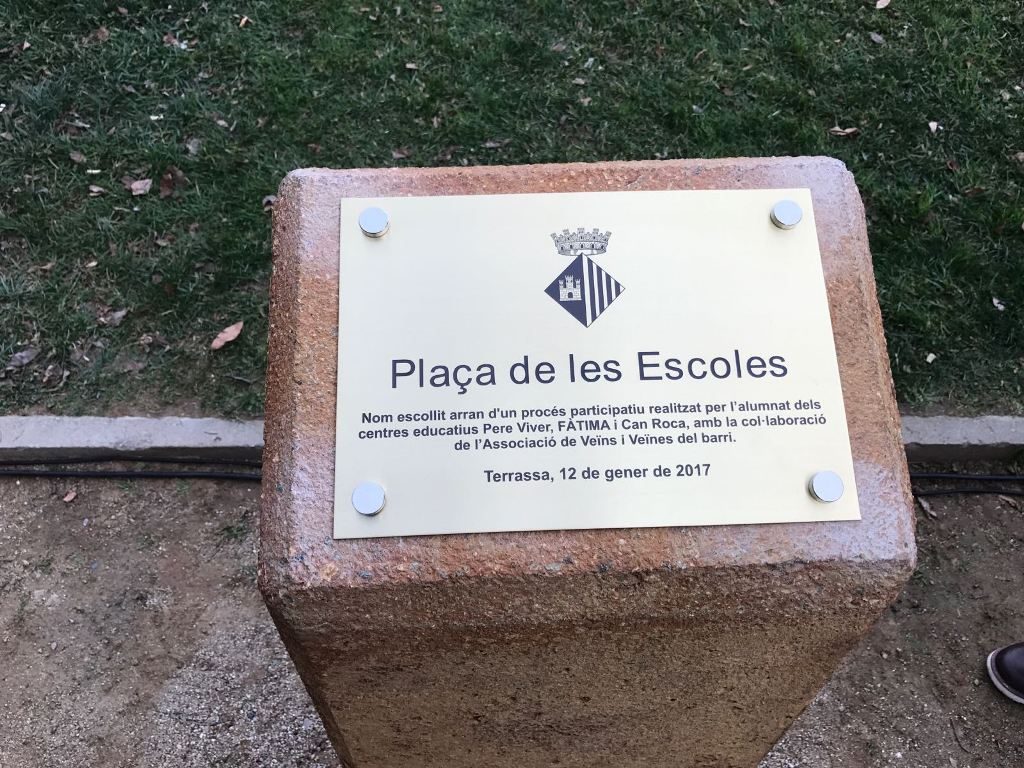 Plaça de les Escoles
Nom escollit arran d'un procés participatiu realitzat per l'alumnat dels
centres educatius Pere Viver, FÀTIMA i Can Roca, amb la col·laboració
de l'Associació de Veïns i Veïnes del barri.
Terrassa, 12 de gener de 2017